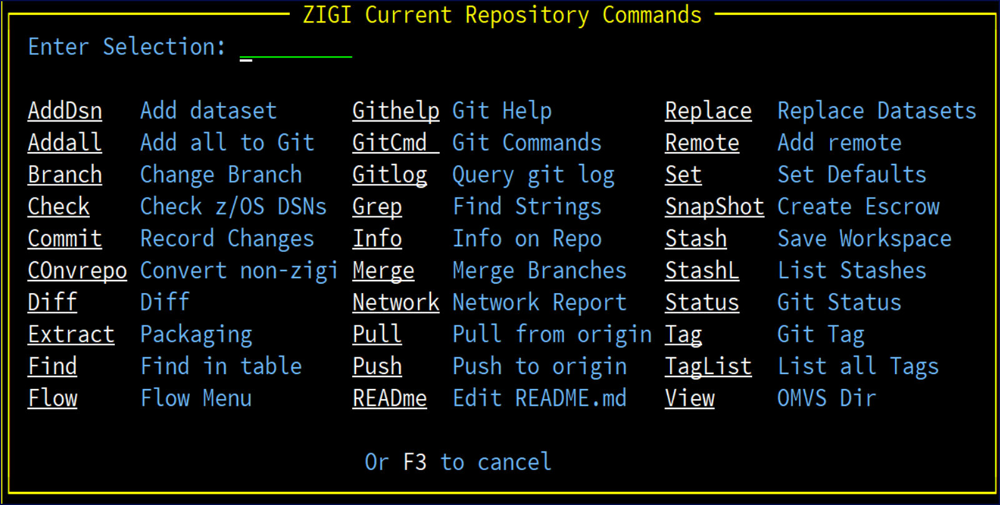 ZIGI Current Repository Commands
Enter Selection:
AddDsn Add dataset Githelp Git Help Replace Replace Datasets
Addall Add all to Git GitCmd Git Commands Remote Add remote
Branch Change Branch Gitlog Query git log Set Set Defaults
Check Check z/OS DSNs Grep Find Strings SnapShot Create Escrow
Commit Record Changes Info Info on Repo Stash Save Workspace
COnvrepo Convert non-zigi Merge Merge Branches StashL List Stashes
Diff Diff Network Network Report Status Git Status
Extract Packaging Pull Pull from origin Tag Git Tag
Find Find in table Push Push to origin TagList List all Tags
Flow Flow Menu READme Edit README.md View OMVS Dir
Or F3 to cancel